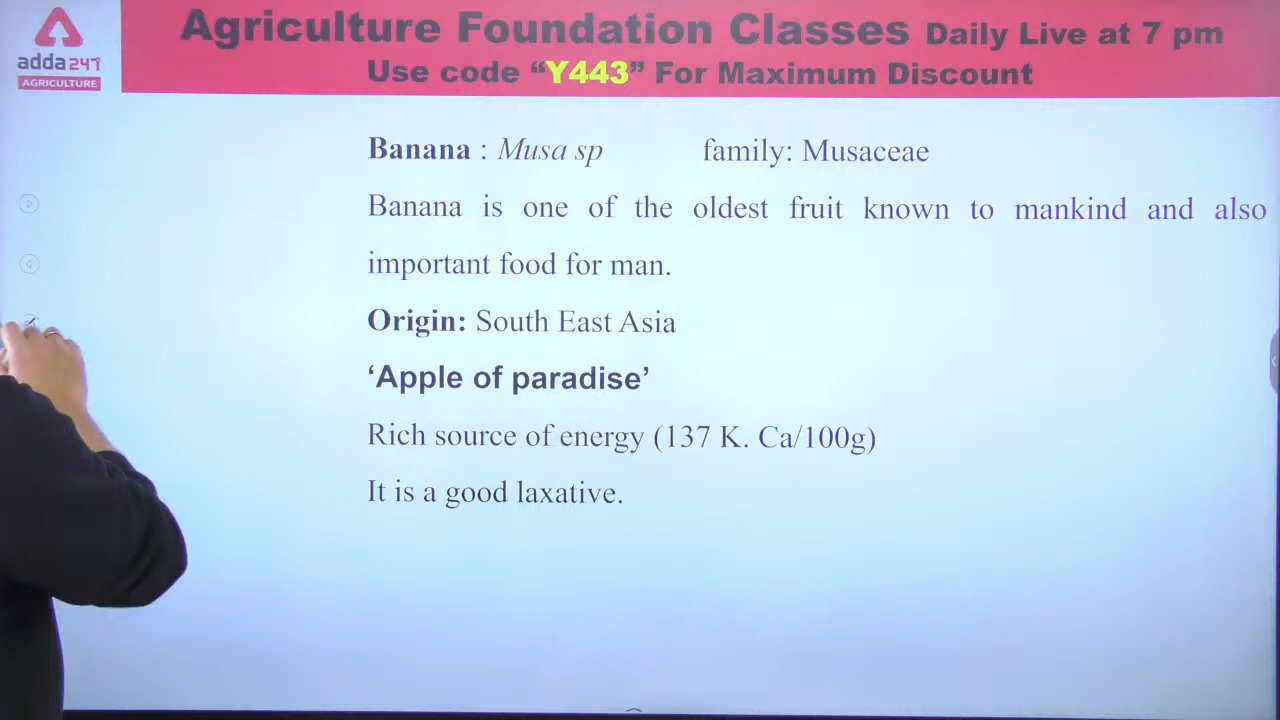 Agriculture Foundation Classes Daily Live at 7 pm
adda247
AGRICULTURE
Use code “Y443” For Maximum Discount
Banana : Musa sp family: Musaceae
Banana is one of the oldest fruit known to mankind and also
important food for man.
Origin: South East Asia
‘Apple of paradise’
Rich source of energy (137 K. Ca/100g)
It is a good laxative.